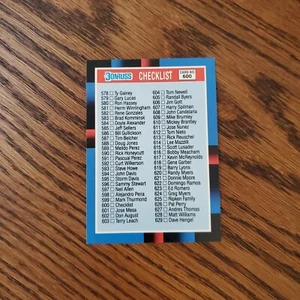 DONRUSS
CHECKLIST
CARD NO. 600
578 Ty Gainey
579 Gary Lucas
580 Ron Hassey
581 Herm Winningham
582 Rene Gonzales
583 Brad Komminsk
584 Doyle Alexander
585 Jeff Sellers
586 Bill Gullickson
587 Tim Belcher
588 Doug Jones
589 Melido Perez
590 Rick Honeycutt
591 Pascual Perez
592 Curt Wilkerson
593 Steve Howe
594 John Davis
595 Storm Davis
596 Sammy Stewart
597 Neil Allen
598 Alejandro Pena
599 Mark Thurmond
600 Checklist
601 Jose Mesa
602 Don August
603 Terry Leach
604 Tom Newell
605 Randall Byers
606 Jim Gott
607 Harry Spilman
608 John Candelaria
609 Mike Brumley
610 Mickey Brantley
611 Jose Nunez
612 Tom Nieto
613 Rick Reuschel
614 Lee Mazzilli
615 Scott Lusader
616 Bobby Meacham
617 Kevin McReynolds
618 Gene Garber
619 Barry Lyons
620 Randy Myers
621 Donnie Moore
622 Domingo Ramos
623 Ed Romero
624 Greg Myers
625 Ripken Family
626 Pat Perry
627 Andres Thomas
628 Matt Williams
629 Dave Hengel